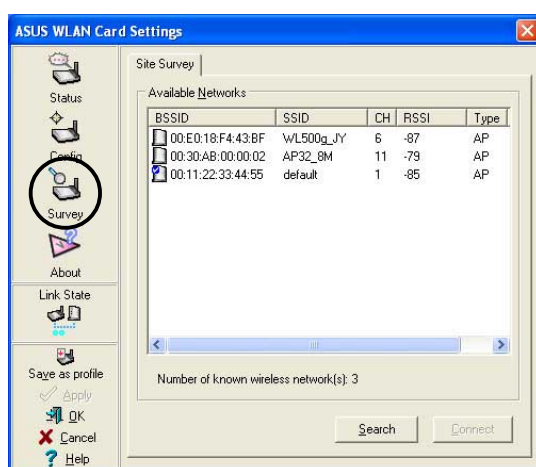 ASUS WLAN Card Settings
Status
Config
Survey
About
Link State
Save as profile
Apply
OK
Cancel
Help
Site Survey
Available Networks
BSSID SSID CH RSSI Type
00:E0:18:F4:43:BF WL500g_JY 6 -87 AP
00:30:AB:00:00:02 AP32_8M 11 -79 AP
00:11:22:33:44:55 default 1 -85 AP
Number of known wireless network(s): 3
Search Connect